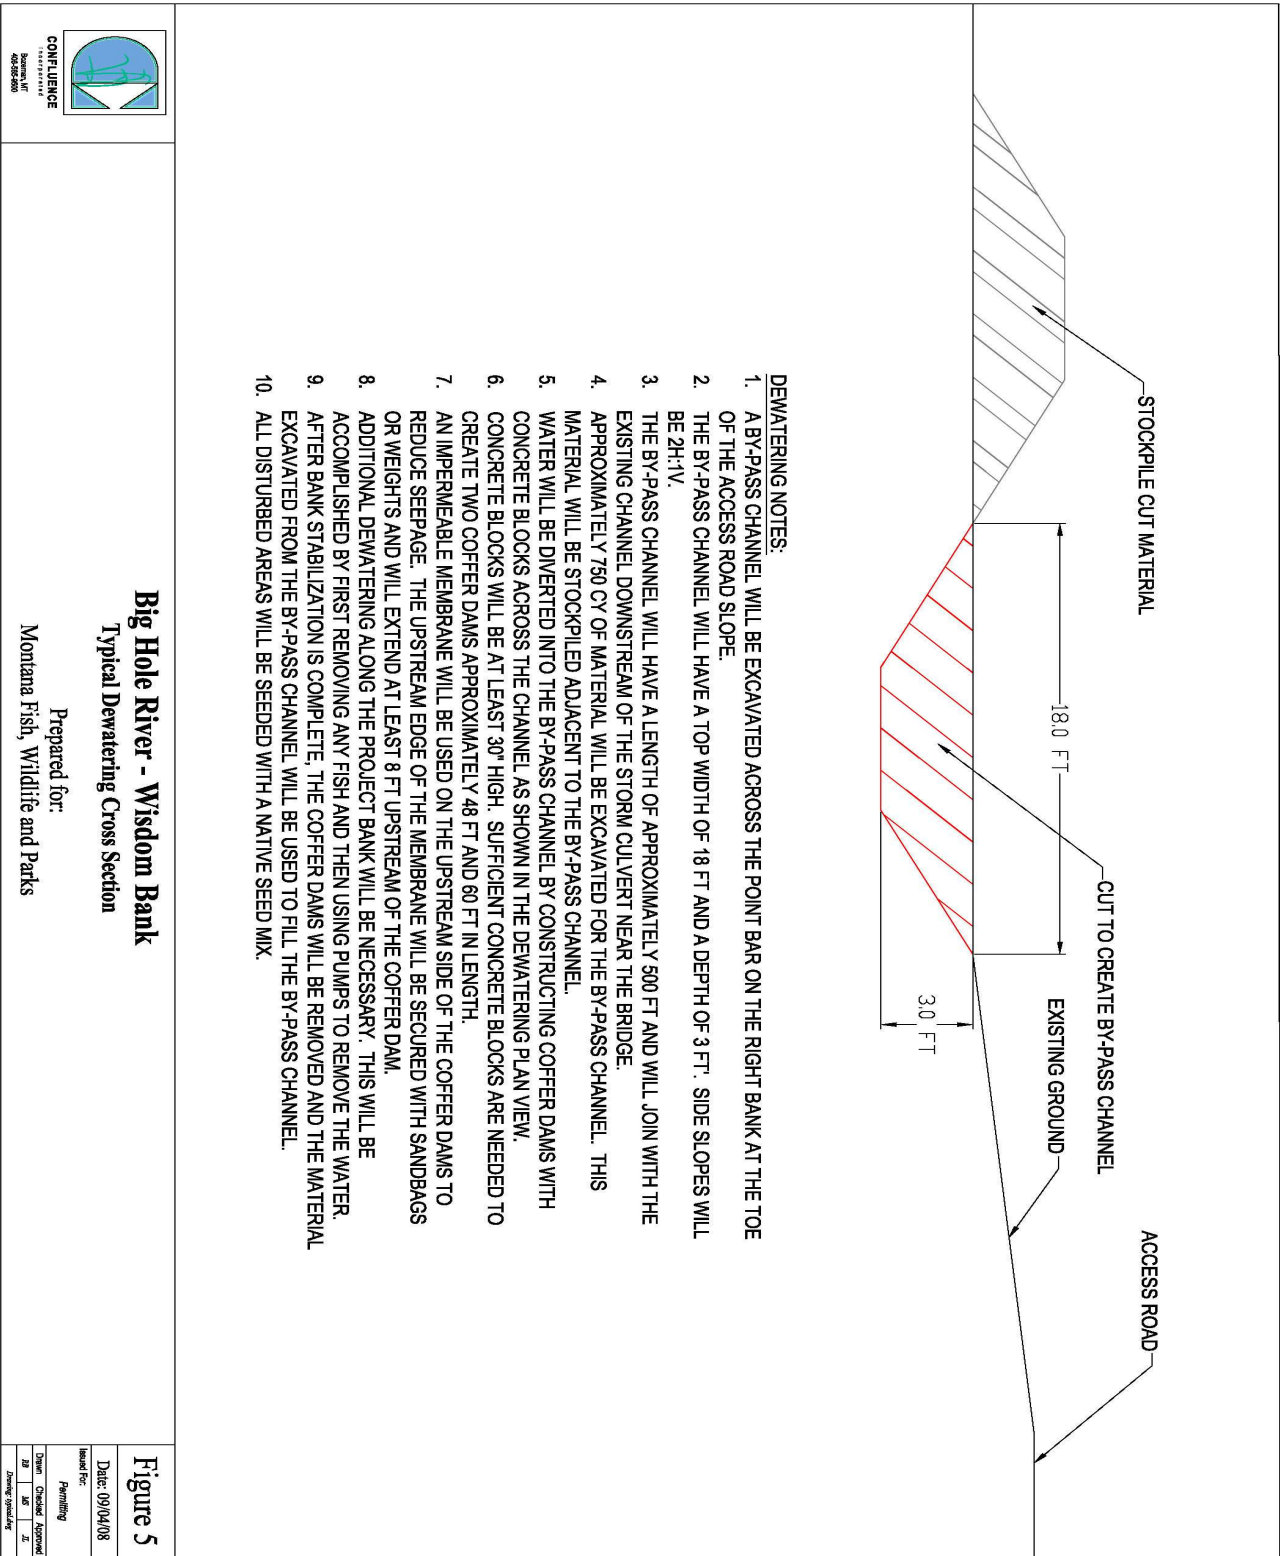 STOCKPILE CUT MATERIAL
18.0 FT
CUT TO CREATE BY-PASS CHANNEL
3.0 FT
EXISTING GROUND
ACCESS ROAD
DEWATERING NOTES:
1. A BY-PASS CHANNEL WILL BE EXCAVATED ACROSS THE POINT BAR ON THE RIGHT BANK AT THE TOE
OF THE ACCESS ROAD SLOPE.
2. THE BY-PASS CHANNEL WILL HAVE A TOP WIDTH OF 18 FT AND A DEPTH OF 3 FT'. SIDE SLOPES WILL
BE 2H:1V.
3. THE BY-PASS CHANNEL WILL HAVE A LENGTH OF APPROXIMATELY 500 FT AND WILL JOIN WITH THE
EXISTING CHANNEL DOWNSTREAM OF THE STORM CULVERT NEAR THE BRIDGE.
4. APPROXIMATELY 750 CY OF MATERIAL WILL BE EXCAVATED FOR THE BY-PASS CHANNEL. THIS
MATERIAL WILL BE STOCKPILED ADJACENT TO THE BY-PASS CHANNEL.
5. WATER WILL BE DIVERTED INTO THE BY-PASS CHANNEL BY CONSTRUCTING COFFER DAMS WITH
CONCRETE BLOCKS ACROSS THE CHANNEL AS SHOWN IN THE DEWATERING PLAN VIEW.
6. CONCRETE BLOCKS WILL BE AT LEAST 30" HIGH. SUFFICIENT CONCRETE BLOCKS ARE NEEDED TO
CREATE TWO COFFER DAMS APPROXIMATELY 48 FT AND 60 FT IN LENGTH.
7. AN IMPERMEABLE MEMBRANE WILL BE USED ON THE UPSTREAM SIDE OF THE COFFER DAMS TO
REDUCE SEEPAGE. THE UPSTREAM EDGE OF THE MEMBRANE WILL BE SECURED WITH SANDBAGS
OR WEIGHTS AND WILL EXTEND AT LEAST 8 FT UPSTREAM OF THE COFFER DAM.
8. ADDITIONAL DEWATERING ALONG THE PROJECT BANK WILL BE NECESSARY. THIS WILL BE
ACCOMPLISHED BY FIRST REMOVING ANY FISH AND THEN USING PUMPS TO REMOVE THE WATER.
9. AFTER BANK STABILIZATION IS COMPLETE, THE COFFER DAMS WILL BE REMOVED AND THE MATERIAL
EXCAVATED FROM THE BY-PASS CHANNEL WILL BE USED TO FILL THE BY-PASS CHANNEL.
10. ALL DISTURBED AREAS WILL BE SEEDED WITH A NATIVE SEED MIX.
CONFLUENCE
Incorporated
Bozeman, MT
406-585-9500
Big Hole River - Wisdom Bank
Typical Dewatering Cross Section
Prepared for:
Montana Fish, Wildlife and Parks
Figure 5
Date: 09/04/08
Issued For:
Permitting
Drawn Checked Approved
JL
Drawing: typical.dwg